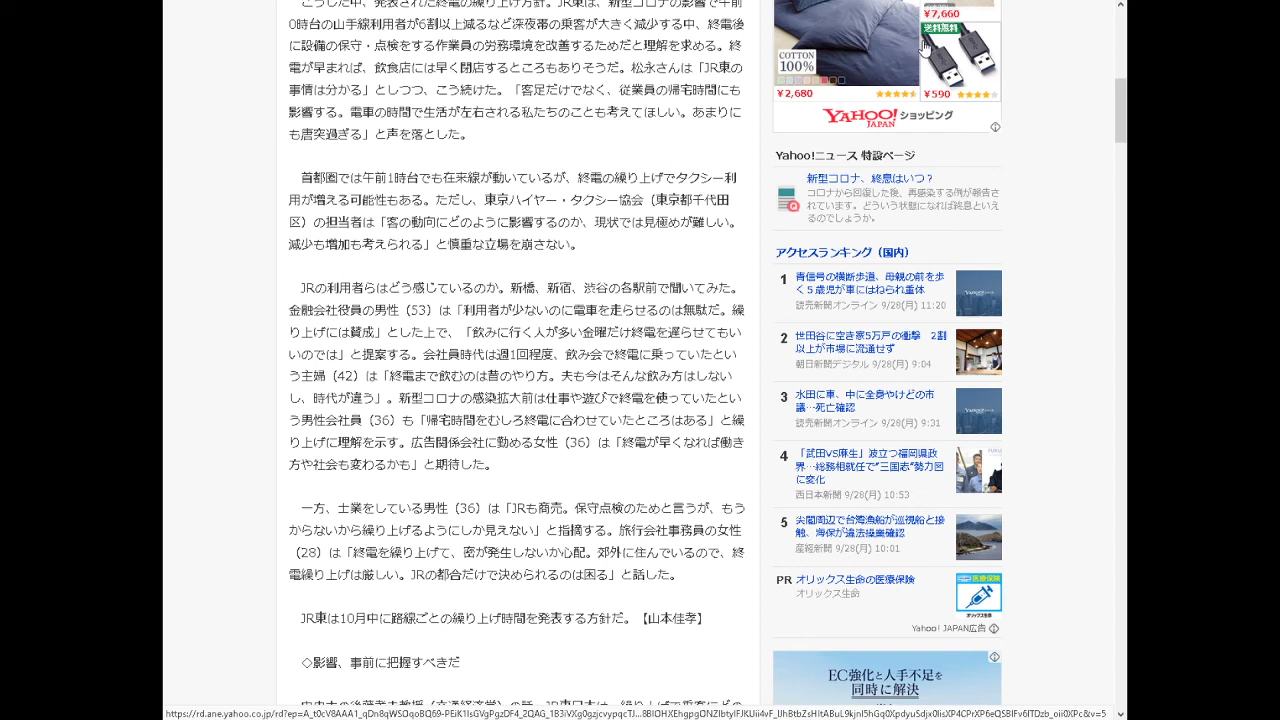 こうした中、発表された終電の繰り上げ方針。JR東は、新型コロナの影響で午前
0時台の山手線利用者が6割以上減るなど深夜帯の乗客が大きく減少する中、終電後
に設備の保守・点検をする作業員の労務環境を改善するためだと理解を求める。終
電が早まれば、飲食店には早く閉店するところもありそうだ。松永さんは「JR東の
事情は分かる」としつつ、こう続けた。「客足だけでなく、従業員の帰宅時間にも
影響する。電車の時間で生活が左右される私たちのことも考えてほしい。あまりに
も唐突過ぎる」と声を落とした。
首都圏では午前1時台でも在来線が動いているが、終電の繰り上げでタクシー利
用が増える可能性もある。ただし、東京ハイヤー・タクシー協会（東京都千代田
区）の担当者は「客の動向にどのように影響するのか、現状では見極めが難しい。
減少も増加も考えられる」と慎重な立場を崩さない。
JRの利用者らはどう感じているのか。新橋、新宿、渋谷の各駅前で聞いてみた。
金融会社役員の男性（53）は「利用者が少ないのに電車を走らせるのは無駄だ。繰
り上げには賛成」とした上で、「飲みに行く人が多い金曜だけ終電を遅らせてもい
いのでは」と提案する。会社員時代は週1回程度、飲み会で終電に乗っていたとい
う主婦（42）は「終電まで飲むのは昔のやり方。夫も今はそんな飲み方はしない
し、時代が違う」。新型コロナの感染拡大前は仕事や遊びで終電を使っていたとい
う男性会社員（36）も「帰宅時間をむしろ終電に合わせていたところはある」と繰
り上げに理解を示す。広告関係会社に勤める女性（36）は「終電が早くなれば働き
方や社会も変わるかも」と期待した。
一方、士業をしている男性（36）は「JRも商売。保守点検のためと言うが、もう
からないから繰り上げるようにしか見えない」と指摘する。旅行会社事務員の女性
（28）は「終電を繰り上げて、密が発生しないか心配。郊外に住んでいるので、終
電繰り上げは厳しい。JRの都合だけで決められるのは困る」と話した。
JR東は10月中に路線ごとの繰り上げ時間を発表する方針だ。【山本佳孝】
◇影響、事前に把握すべきだ
¥7,660
送料無料
COTTON
100%
¥2,680
¥590
YAHOO!
JAPAN
ショッピング
Yahoo!ニュース 特設ページ
新型コロナ、終息はいつ？
コロナから回復した後、再感染する例が報告さ
れています。どういう状態になれば終息といえ
るのでしょうか。
アクセスランキング（国内）
1
青信号の横断歩道、母親の前を歩
く５歳児が車にはねられ重体
読売新聞オンライン 9/28(月) 11:20
2
世田谷に空き家5万戸の衝撃 2割
以上が市場に流通せず
朝日新聞デジタル 9/28(月) 9:04
3
水田に車、中に全身やけどの市
議…死亡確認
読売新聞オンライン 9/28(月) 9:31
4
「武田VS麻生」波立つ福岡県政
界…総務相就任で“三国志”勢力図
に変化
西日本新聞 9/28(月) 10:53
5
尖閣周辺で台湾漁船が巡視船と接
触、海保が違法操業確認
産経新聞 9/28(月) 10:01
PR オリックス生命の医療保険
オリックス生命
医療保険
オリックス生命
Yahoo! JAPAN広告
EC強化と人手不足を
同時に解決